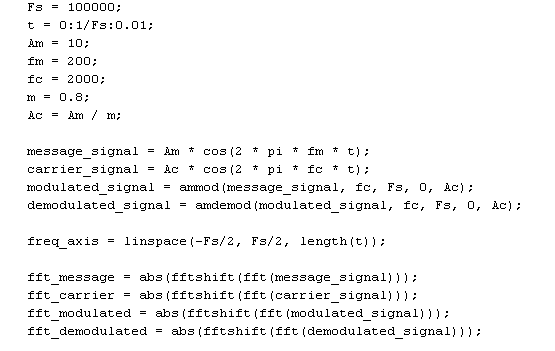 Fs = 100000;
t = 0:1/Fs:0.01;
Am = 10;
fm = 200;
fc = 2000;
m = 0.8;
Ac = Am / m;
message_signal = Am * cos(2 * pi * fm * t);
carrier_signal = Ac * cos(2 * pi * fc * t);
modulated_signal = ammod(message_signal, fc, Fs, 0, Ac);
demodulated_signal = amdemod(modulated_signal, fc, Fs, 0, Ac);
freq_axis = linspace(-Fs/2, Fs/2, length(t));
fft_message = abs(fftshift(fft(message_signal)));
fft_carrier = abs(fftshift(fft(carrier_signal)));
fft_modulated = abs(fftshift(fft(modulated_signal)));
fft_demodulated = abs(fftshift(fft(demodulated_signal)));